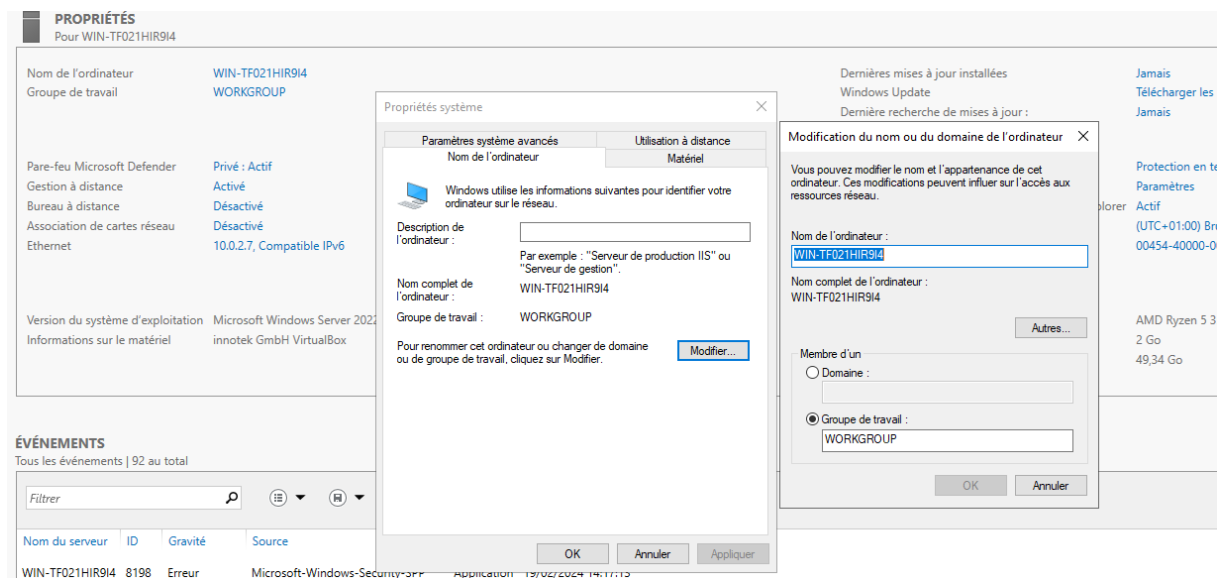 PROPRIÉTÉS
Pour WIN-TF021HIR9I4
Nom de l'ordinateur WIN-TF021HIR9I4
Groupe de travail WORKGROUP
Pare-feu Microsoft Defender Privé : Actif
Gestion à distance Activé
Bureau à distance Désactivé
Association de cartes réseau Désactivé
Ethernet 10.0.2.7, Compatible IPv6
Version du système d'exploitation Microsoft Windows Server 2022
Informations sur le matériel innotek GmbH VirtualBox
Dernières mises à jour installées Jamais
Windows Update Télécharger les
Dernière recherche de mises à jour : Jamais
Protection en te
Paramètres
plorer Actif
(UTC+01:00) Bru
00454-40000-0
AMD Ryzen 5 3
2 Go
49,34 Go
Propriétés système
Paramètres système avancés Utilisation à distance
Nom de l'ordinateur Matériel
Windows utilise les informations suivantes pour identifier votre
ordinateur sur le réseau.
Description de
l'ordinateur :
Par exemple : "Serveur de production IIS" ou
"Serveur de gestion".
Nom complet de
l'ordinateur :
WIN-TF021HIR9I4
Groupe de travail : WORKGROUP
Pour renommer cet ordinateur ou changer de domaine
ou de groupe de travail, cliquez sur Modifier.
Modifier...
OK Annuler Appliquer
Modification du nom ou du domaine de l'ordinateur
Vous pouvez modifier le nom et l'appartenance de cet
ordinateur. Ces modifications peuvent influer sur l'accès aux
ressources réseau.
Nom de l'ordinateur :
WIN-TF021HIR9I4
Nom complet de l'ordinateur :
WIN-TF021HIR9I4
Autres...
Membre d'un
Domaine :
Groupe de travail :
WORKGROUP
OK Annuler
ÉVÉNEMENTS
Tous les événements | 92 au total
Filtrer
Nom du serveur ID Gravité Source
WIN-TF021HIR9I4 8198 Erreur Microsoft-Windows-Security-SPP Application 19/02/2024 14:17:15